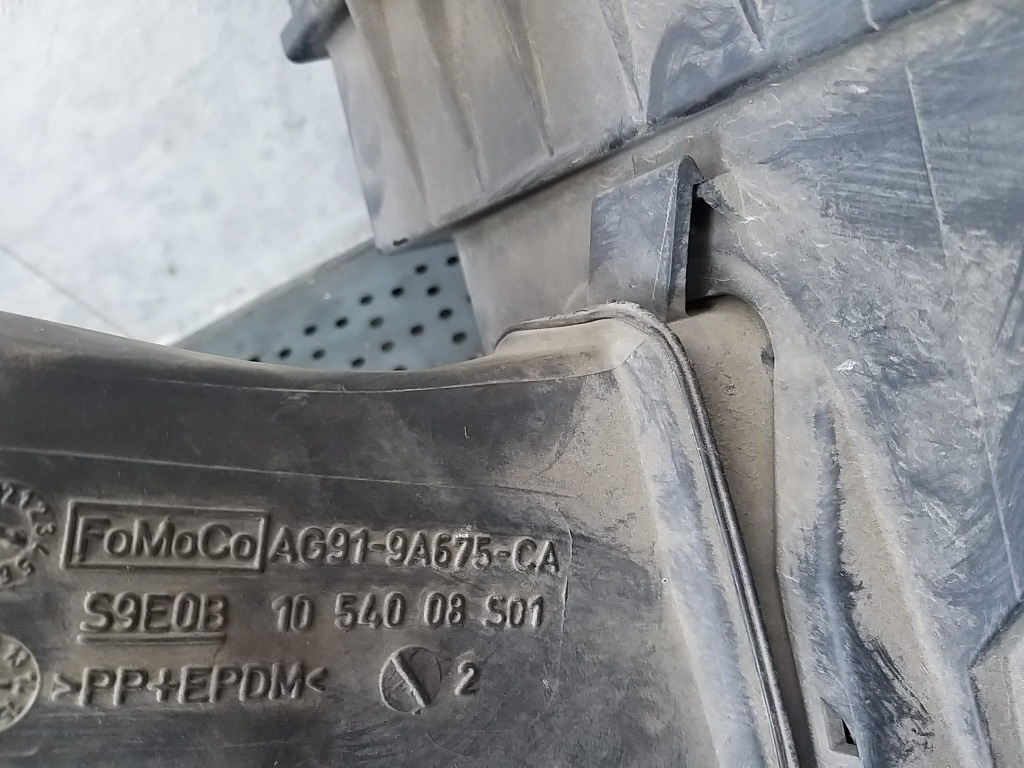 FoMoCo AG91-9A675-CA
S9E0B 10 540 08 S01
>PP+EPDM< 2